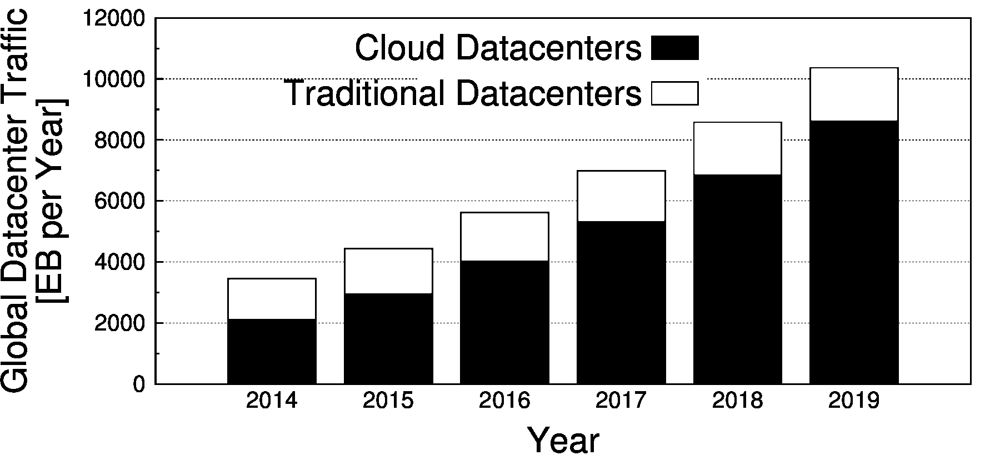 Global Datacenter Traffic
[EB per Year]
12000
10000
8000
6000
4000
2000
0
Cloud Datacenters
Traditional Datacenters
2014 2015 2016 2017 2018 2019
Year